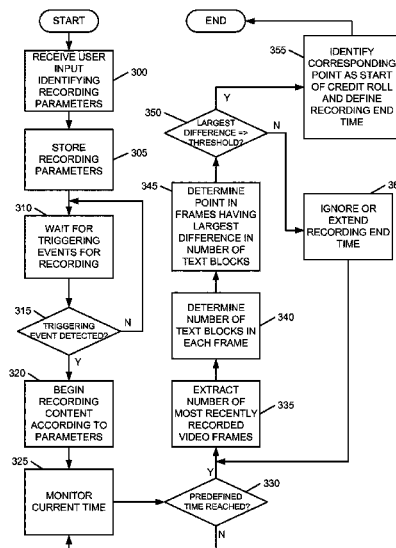 START
RECEIVE USER
INPUT
IDENTIFYING
RECORDING
PARAMETERS
300
STORE
RECORDING
PARAMETERS
305
310
WAIT FOR
TRIGGERING
EVENTS FOR
RECORDING
315
TRIGGERING
EVENT DETECTED?
N
Y
320
BEGIN
RECORDING
CONTENT
ACCORDING TO
PARAMETERS
325
MONITOR
CURRENT TIME
330
PREDEFINED
TIME REACHED?
N
Y
335
EXTRACT
NUMBER OF
MOST RECENTLY
RECORDED
VIDEO FRAMES
340
DETERMINE
NUMBER OF
TEXT BLOCKS IN
EACH FRAME
345
DETERMINE
POINT IN
FRAMES HAVING
LARGEST
DIFFERENCE IN
NUMBER OF
TEXT BLOCKS
350
LARGEST
DIFFERENCE =>
THRESHOLD?
Y
N
355
IDENTIFY
CORRESPONDING
POINT AS START
OF CREDIT ROLL
AND DEFINE
RECORDING END
TIME
IGNORE OR
EXTEND
RECORDING END
TIME
END